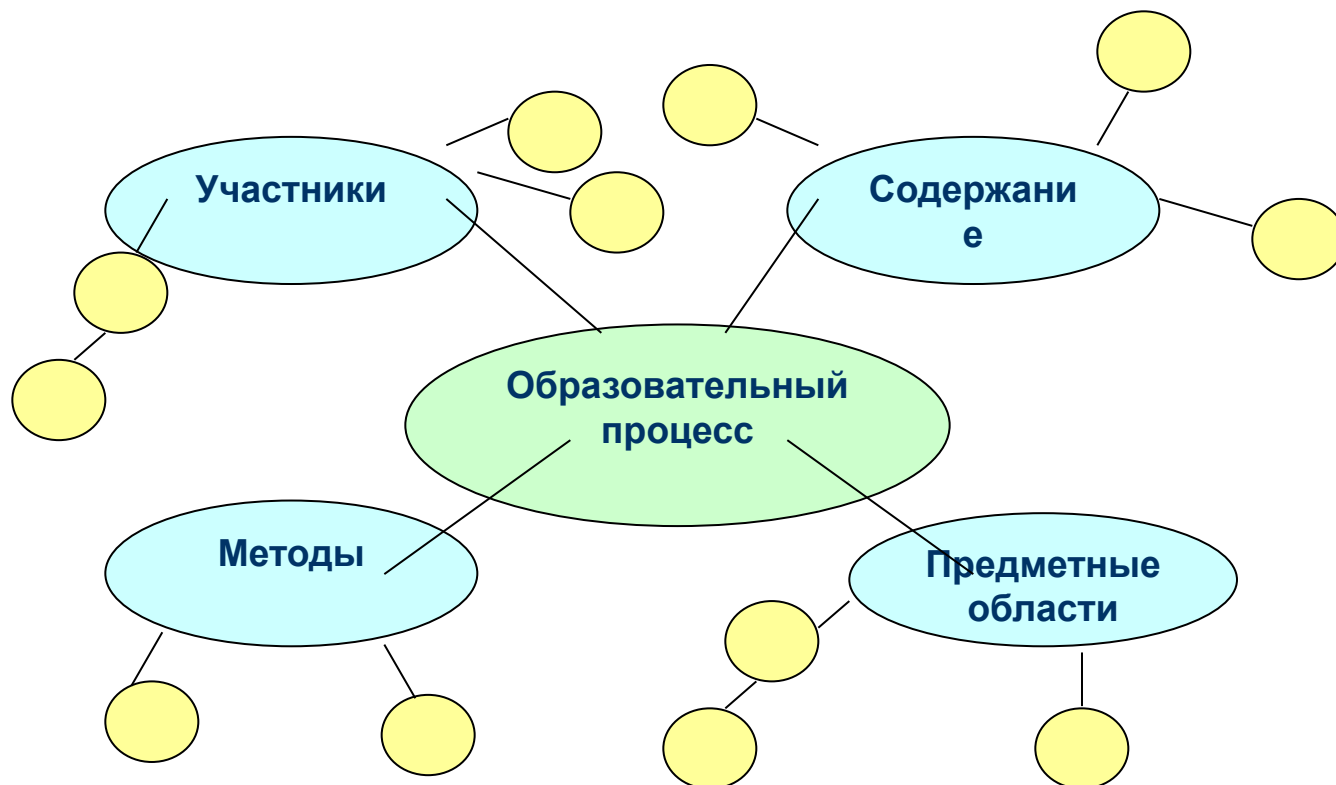 Участники
Содержани
е
Образовательный
процесс
Методы
Предметные
области